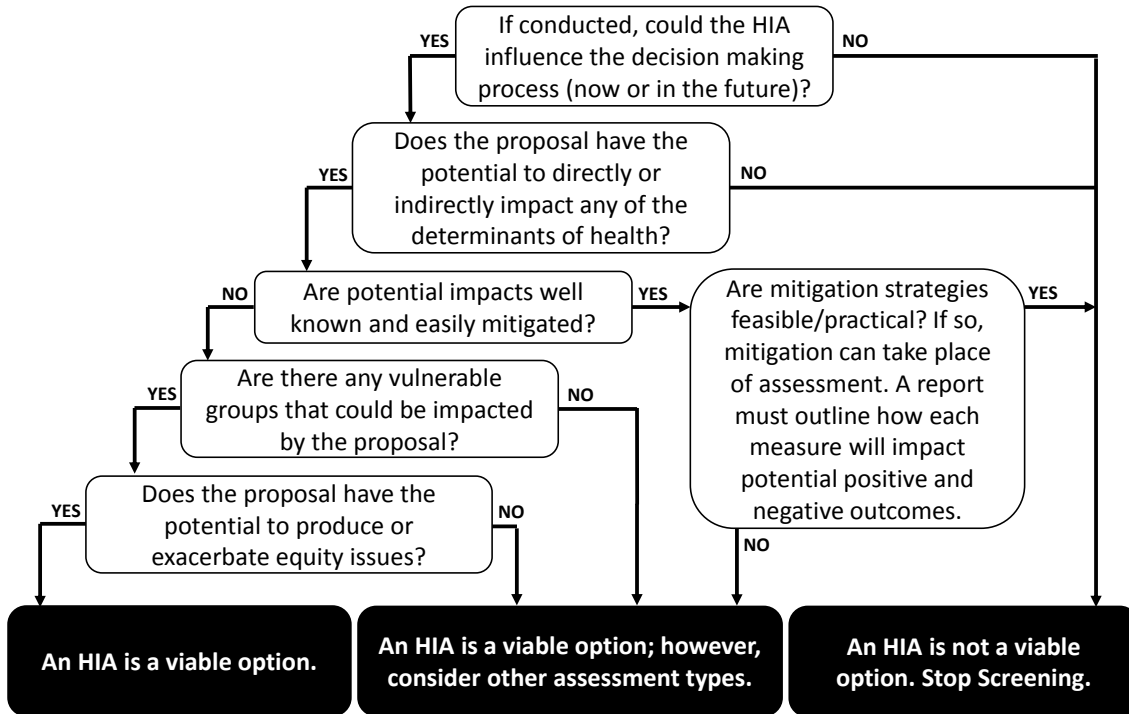 If conducted, could the HIA
influence the decision making
process (now or in the future)?
YES
NO
Does the proposal have the
potential to directly or
indirectly impact any of the
determinants of health?
YES
NO
Are potential impacts well
known and easily mitigated?
NO
YES
Are mitigation strategies
feasible/practical? If so,
mitigation can take place
of assessment. A report
must outline how each
measure will impact
potential positive and
negative outcomes.
YES
NO
Are there any vulnerable
groups that could be impacted
by the proposal?
YES
NO
Does the proposal have the
potential to produce or
exacerbate equity issues?
YES
NO
An HIA is a viable option.
An HIA is a viable option; however,
consider other assessment types.
An HIA is not a viable
option. Stop Screening.